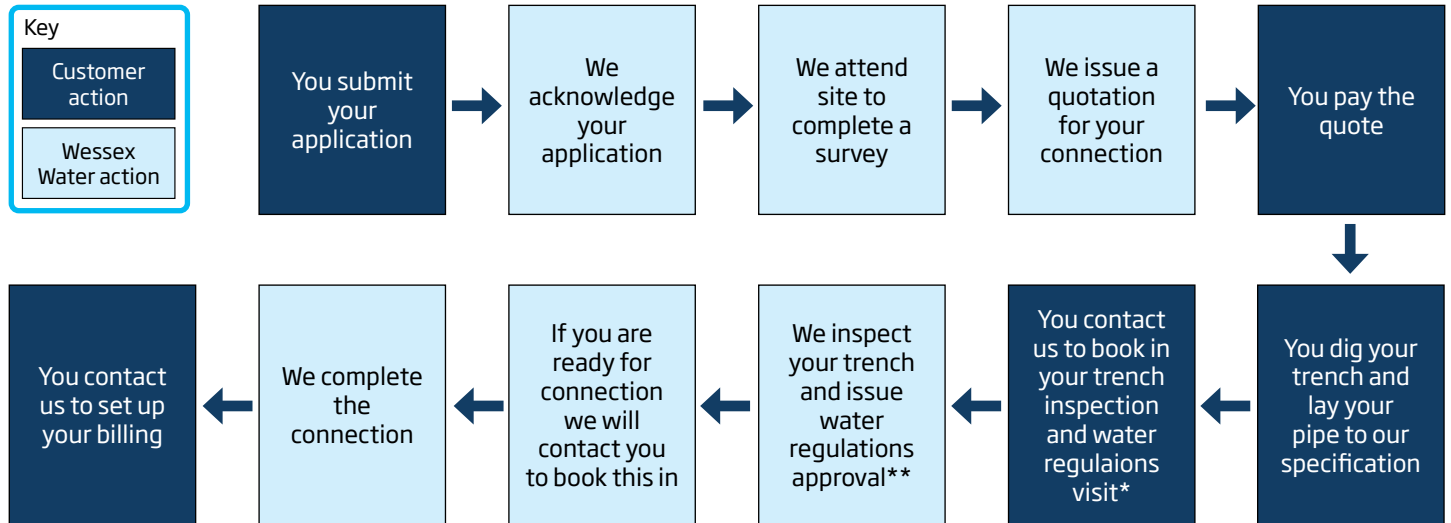 Key
Customer
action
Wessex
Water action
You submit
your
application
We
acknowledge
your
application
We attend
site to
complete a
survey
We issue a
quotation
for your
connection
You pay the
quote
You dig your
trench and
lay your
pipe to our
specification
You contact
us to book in
your trench
inspection
and water
regulaions
visit*
We inspect
your trench
and issue
water
regulations
approval**
If you are
ready for
connection
we will
contact you
to book this in
We complete
the
connection
You contact
us to set up
your billing